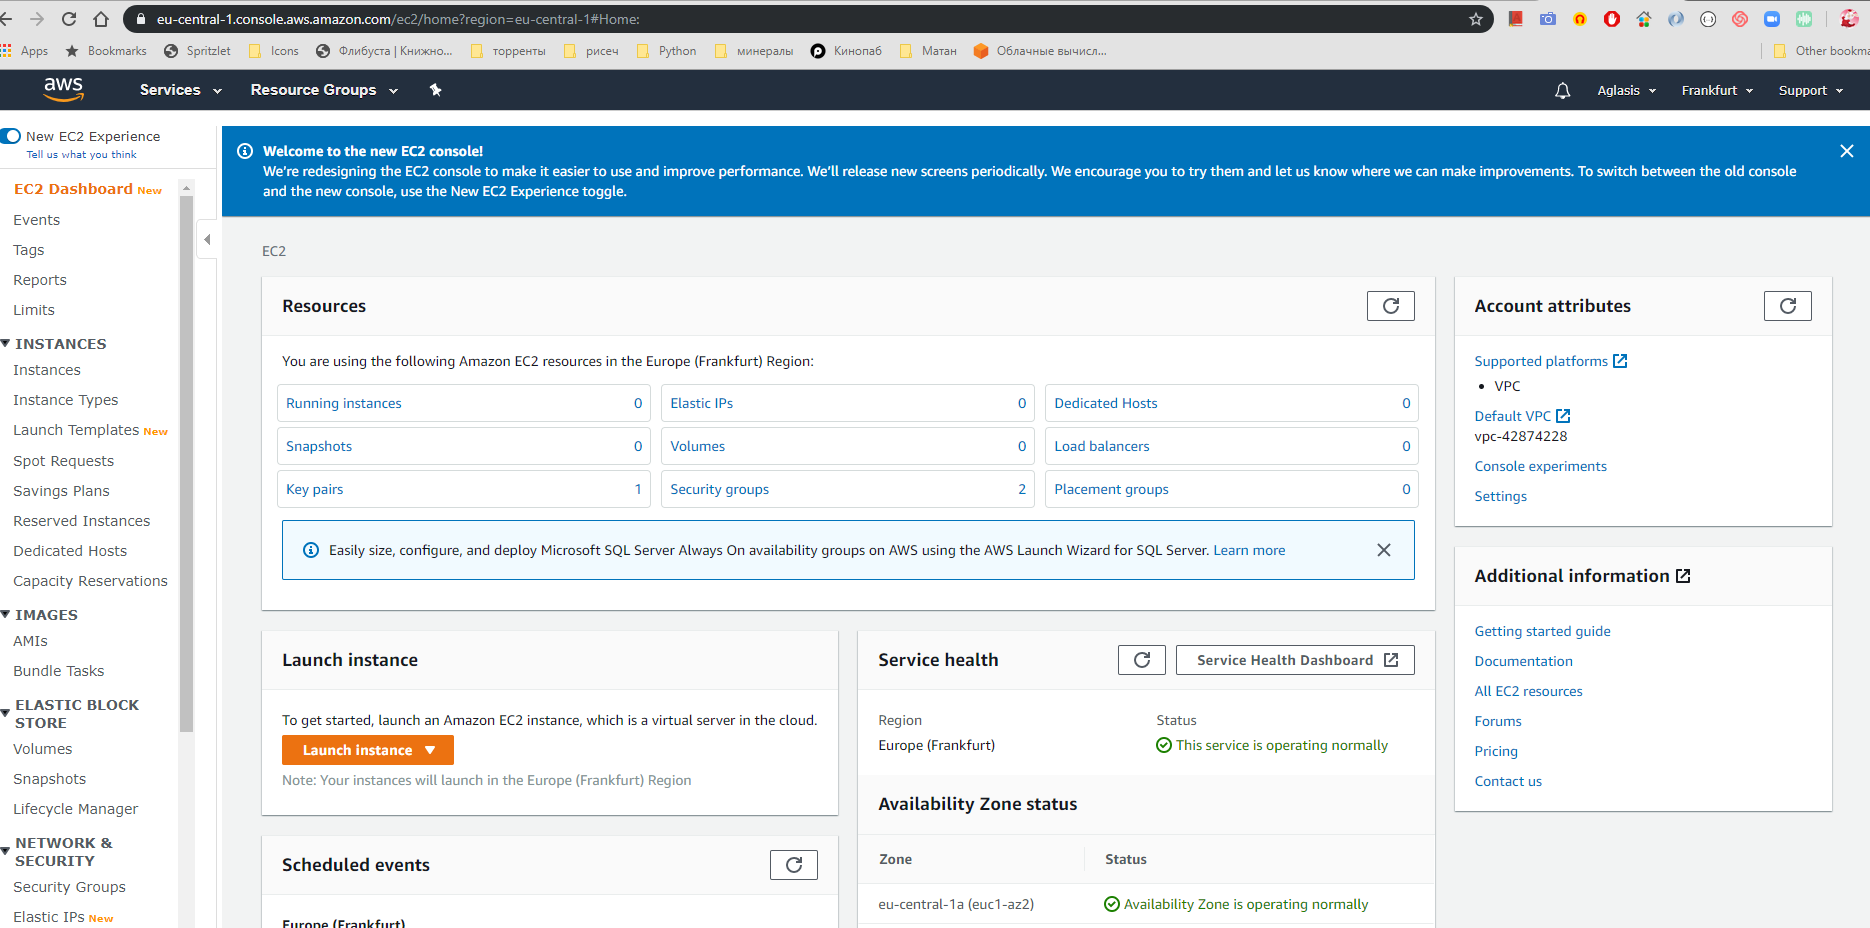 eu-central-1.console.aws.amazon.com/ec2/home?region=eu-central-1#Home:
Apps Bookmarks Spritzlet Icons Флибуста | Книжно... торренты рисеч Python минералы Кинопаб Матан Облачные вычисл... Other bookma
aws Services Resource Groups Aglasis Frankfurt Support
New EC2 Experience
Tell us what you think
EC2 Dashboard New
Events
Tags
Reports
Limits
INSTANCES
Instances
Instance Types
Launch Templates New
Spot Requests
Savings Plans
Reserved Instances
Dedicated Hosts
Capacity Reservations
IMAGES
AMIs
Bundle Tasks
ELASTIC BLOCK
STORE
Volumes
Snapshots
Lifecycle Manager
NETWORK &
SECURITY
Security Groups
Elastic IPs New
Welcome to the new EC2 console!
We're redesigning the EC2 console to make it easier to use and improve performance. We'll release new screens periodically. We encourage you to try them and let us know where we can make improvements. To switch between the old console
and the new console, use the New EC2 Experience toggle.
EC2
Resources
You are using the following Amazon EC2 resources in the Europe (Frankfurt) Region:
Running instances 0 Elastic IPs 0 Dedicated Hosts 0
Snapshots 0 Volumes 0 Load balancers 0
Key pairs 1 Security groups 2 Placement groups 0
Easily size, configure, and deploy Microsoft SQL Server Always On availability groups on AWS using the AWS Launch Wizard for SQL Server. Learn more
Launch instance
To get started, launch an Amazon EC2 instance, which is a virtual server in the cloud.
Launch instance
Note: Your instances will launch in the Europe (Frankfurt) Region
Scheduled events
Europe (Frankfurt)
Service health
Service Health Dashboard
Region Status
Europe (Frankfurt) This service is operating normally
Availability Zone status
Zone Status
eu-central-1a (euc1-az2) Availability Zone is operating normally
Account attributes
Supported platforms
• VPC
Default VPC
vpc-42874228
Console experiments
Settings
Additional information
Getting started guide
Documentation
All EC2 resources
Forums
Pricing
Contact us